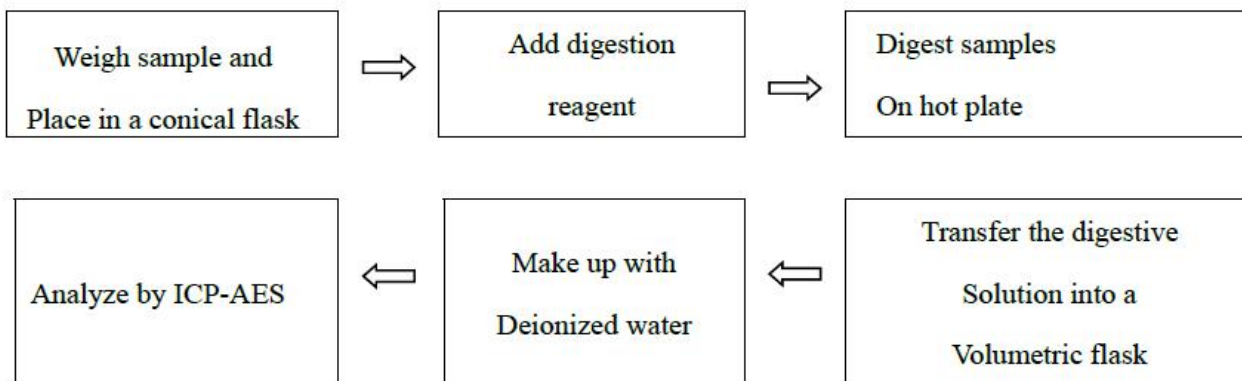 Weigh sample and
Place in a conical flask
Add digestion
reagent
Digest samples
On hot plate
Transfer the digestive
Solution into a
Volumetric flask
Make up with
Deionized water
Analyze by ICP-AES